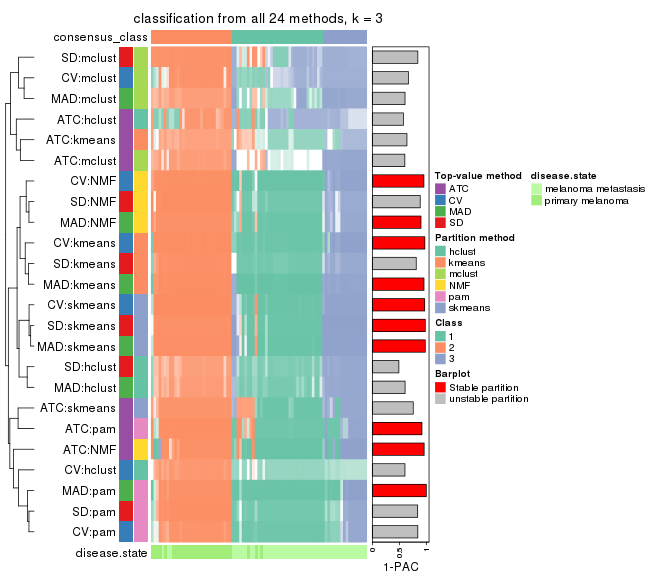 classification from all 24 methods, k = 3
consensus_class
SD:mclust
CV:mclust
MAD:mclust
ATC:hclust
ATC:kmeans
ATC:mclust
CV:NMF
SD:NMF
MAD:NMF
CV:kmeans
SD:kmeans
MAD:kmeans
CV:skmeans
SD:skmeans
MAD:skmeans
SD:hclust
MAD:hclust
ATC:skmeans
ATC:pam
ATC:NMF
CV:hclust
MAD:pam
SD:pam
CV:pam
disease.state
0
0.5
1
1-PAC
Top-value method
ATC
CV
MAD
SD
Partition method
hclust
kmeans
mclust
NMF
pam
skmeans
Class
1
2
3
Barplot
Stable partition
unstable partition
disease.state
melanoma metastasis
primary melanoma